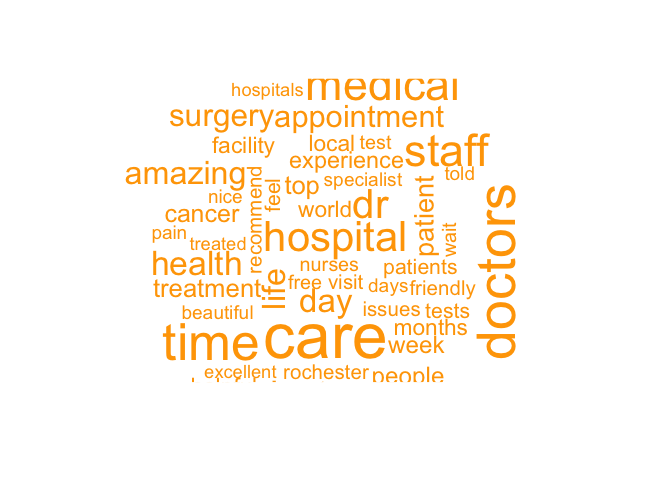 hospitals medical
surgery appointment
facility local test staff
experience told
amazing recommend feel top specialist patient
nice world dr doctors
cancer
pain treated hospital wait
health nurses patients
treatment life free visit days friendly
beautiful day issues tests
time care months
week
excellent rochester people